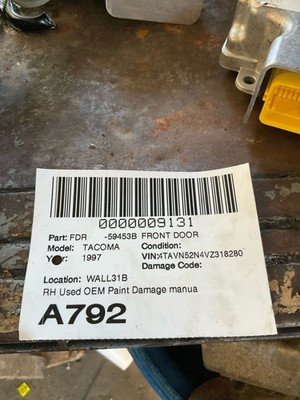 0000009131
Part: FDR -59453B FRONT DOOR
Model: TACOMA Condition:
Year: 1997 VIN:4TAVN52N4VZ318280
Damage Code:
Location: WALL31B
RH Used OEM Paint Damage manua
A792